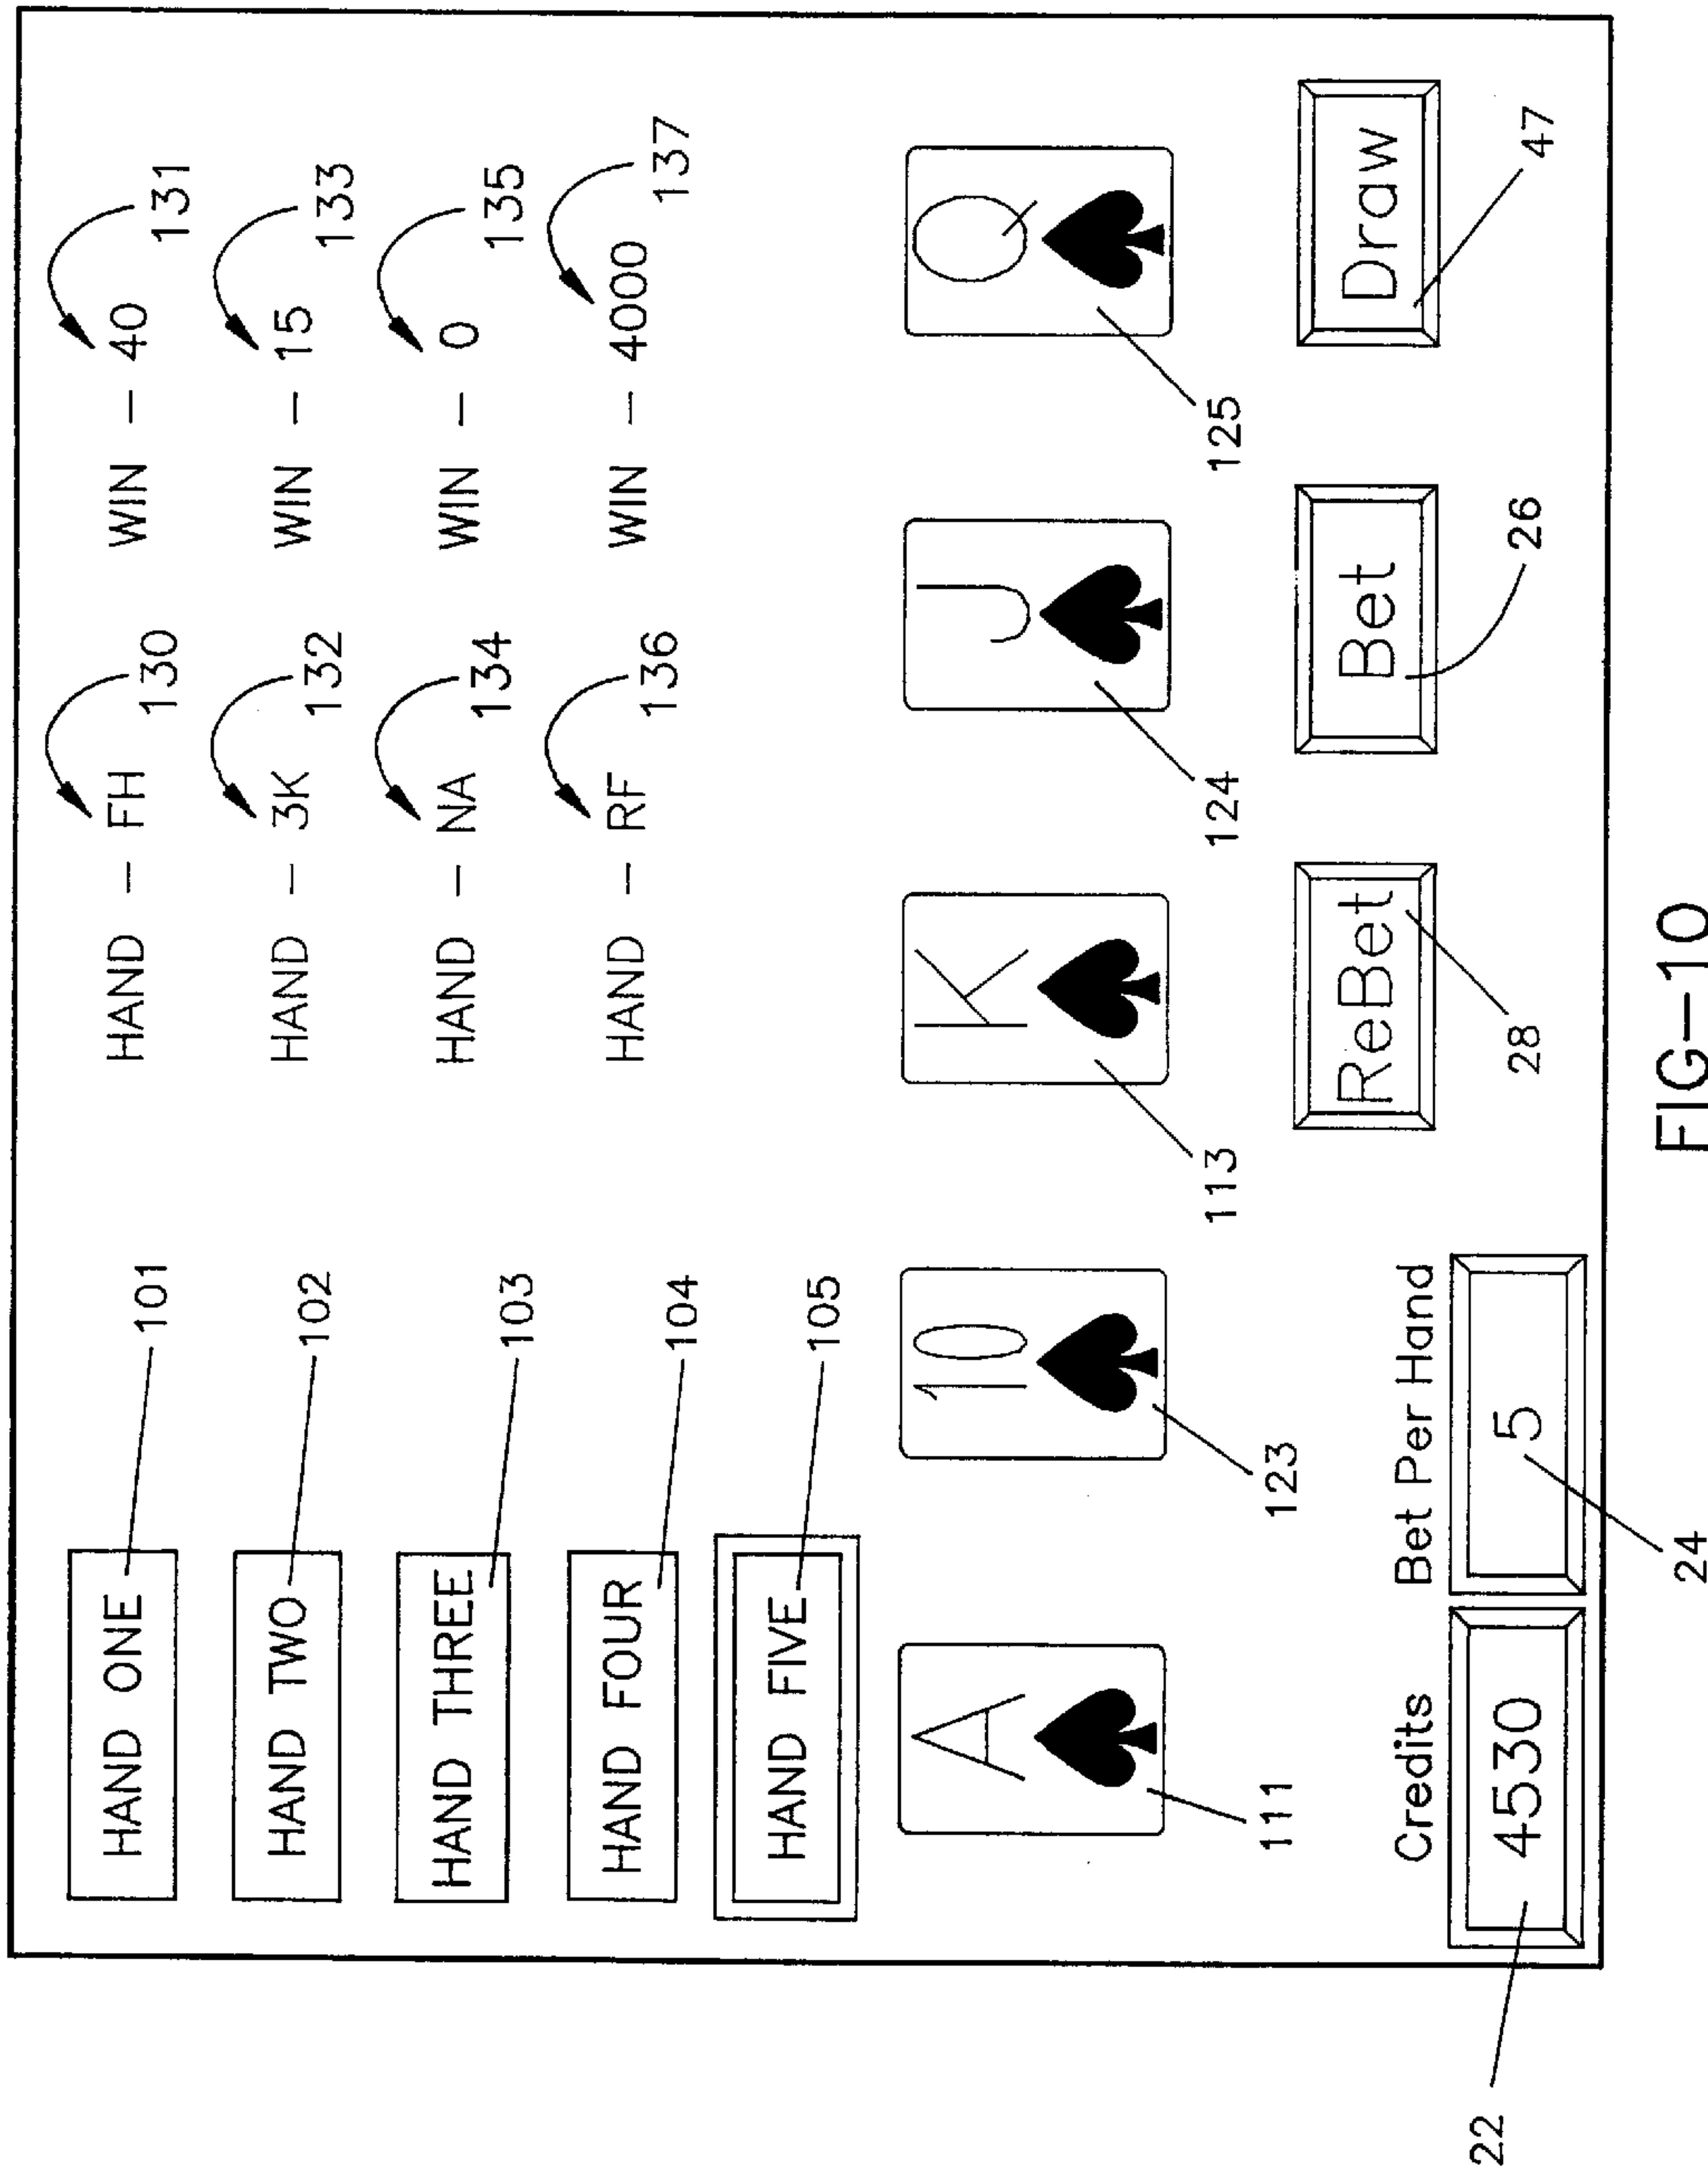 HAND ONE 101 HAND – FH 130 WIN – 40 131
HAND TWO 102 HAND – 3K 132 WIN – 15 133
HAND THREE 103 HAND – NA 134 WIN – 0 135
HAND FOUR 104 HAND – RF 136 WIN – 4000 137
HAND FIVE 105
A 10 K J Q
111 123 113 124 125
Credits Bet Per Hand
ReBet Bet Draw
4530 5
28 26 47
22 24
FIG–10